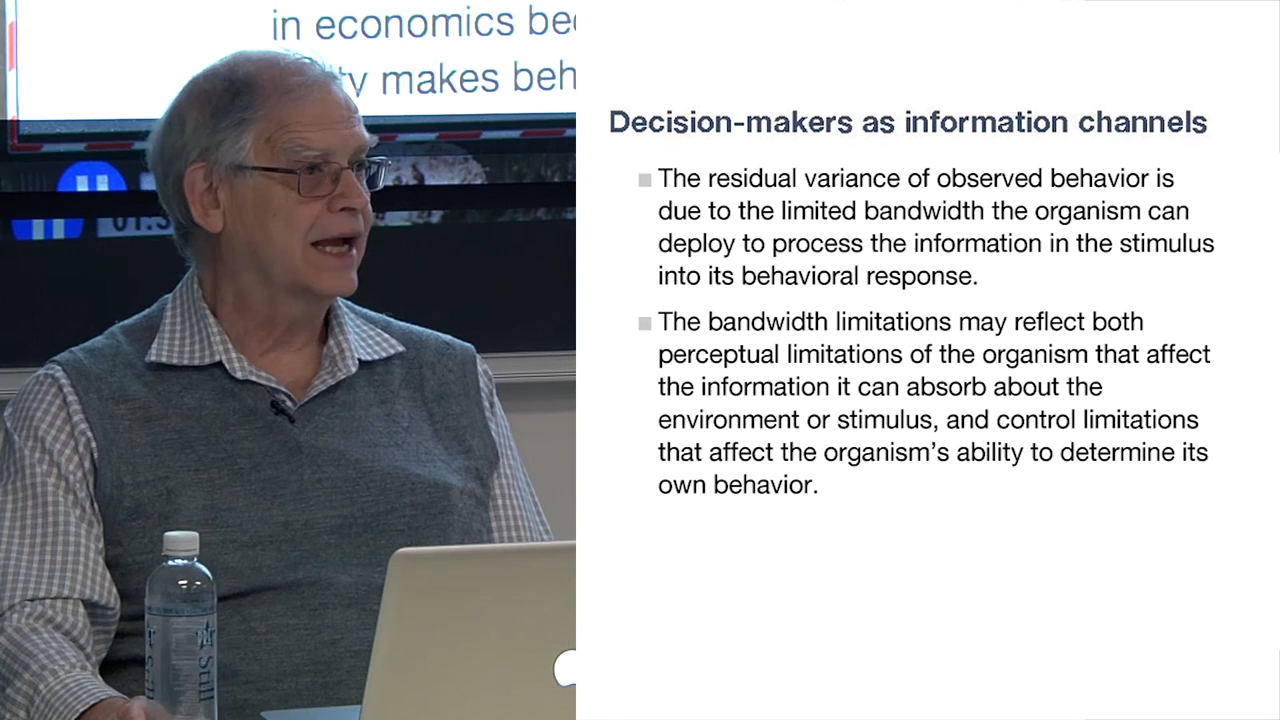 in economics
makes
Decision-makers as information channels
The residual variance of observed behavior is
due to the limited bandwidth the organism can
deploy to process the information in the stimulus
into its behavioral response.
The bandwidth limitations may reflect both
perceptual limitations of the organism that affect
the information it can absorb about the
environment or stimulus, and control limitations
that affect the organism’s ability to determine its
own behavior.
Still